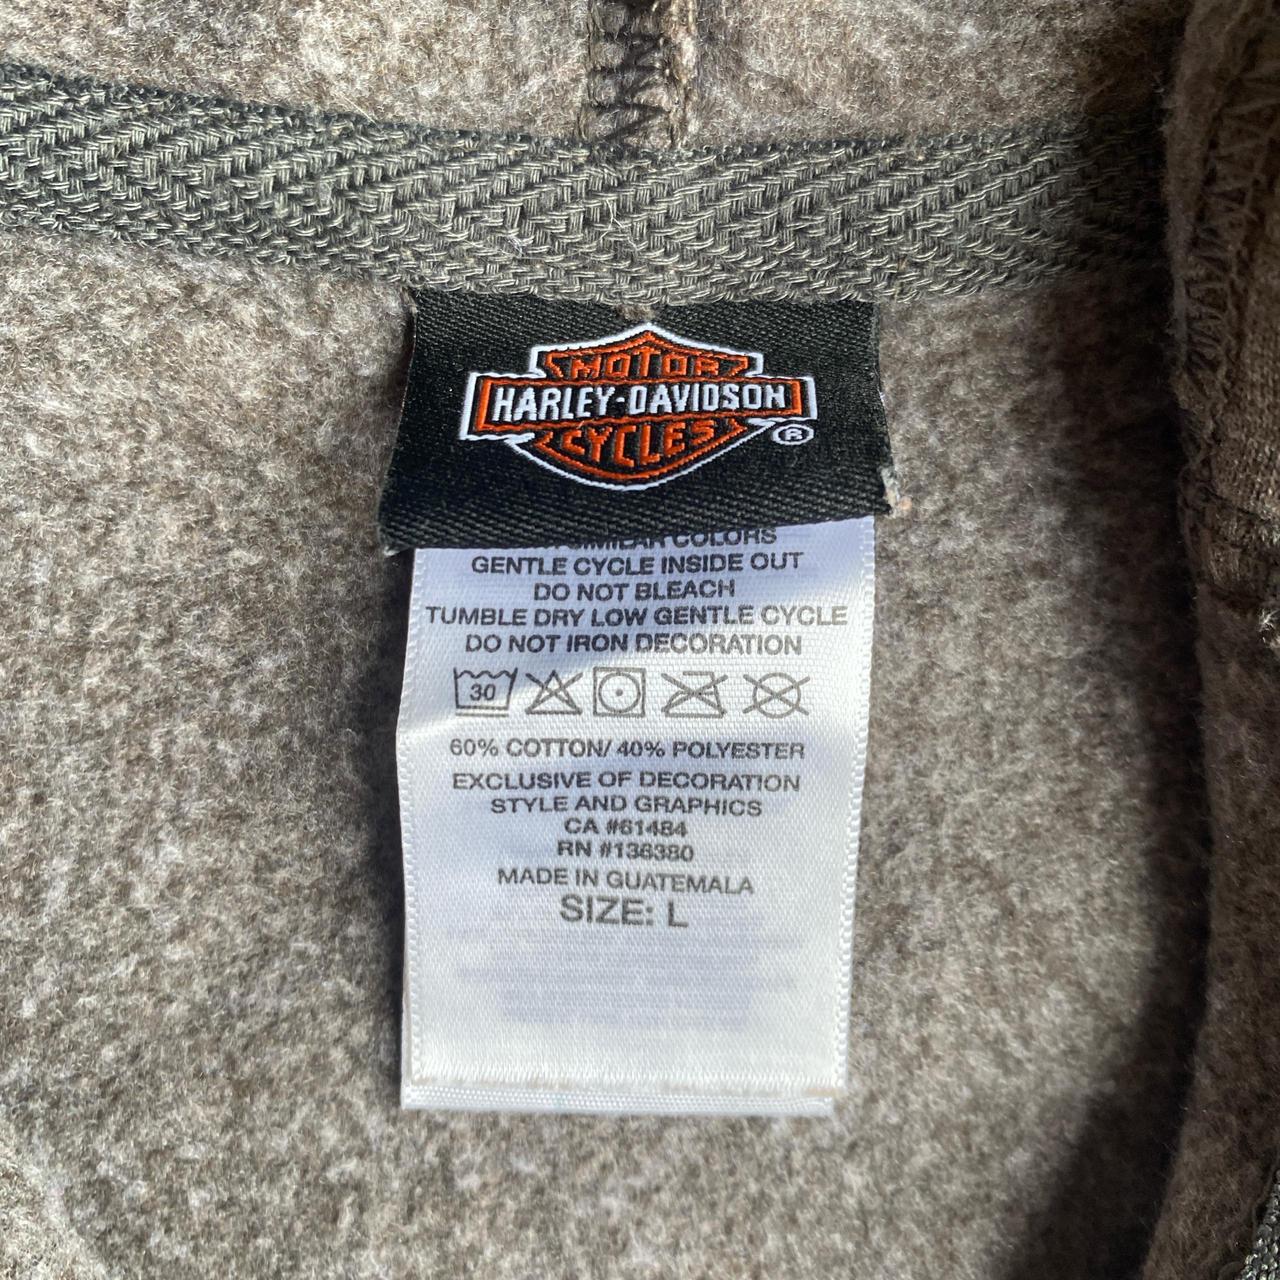 MOTOR
HARLEY-DAVIDSON
CYCLES
®
SIMILAR COLORS
GENTLE CYCLE INSIDE OUT
DO NOT BLEACH
TUMBLE DRY LOW GENTLE CYCLE
DO NOT IRON DECORATION
30
60% COTTON/ 40% POLYESTER
EXCLUSIVE OF DECORATION
STYLE AND GRAPHICS
CA #61484
RN #136380
MADE IN GUATEMALA
SIZE: L